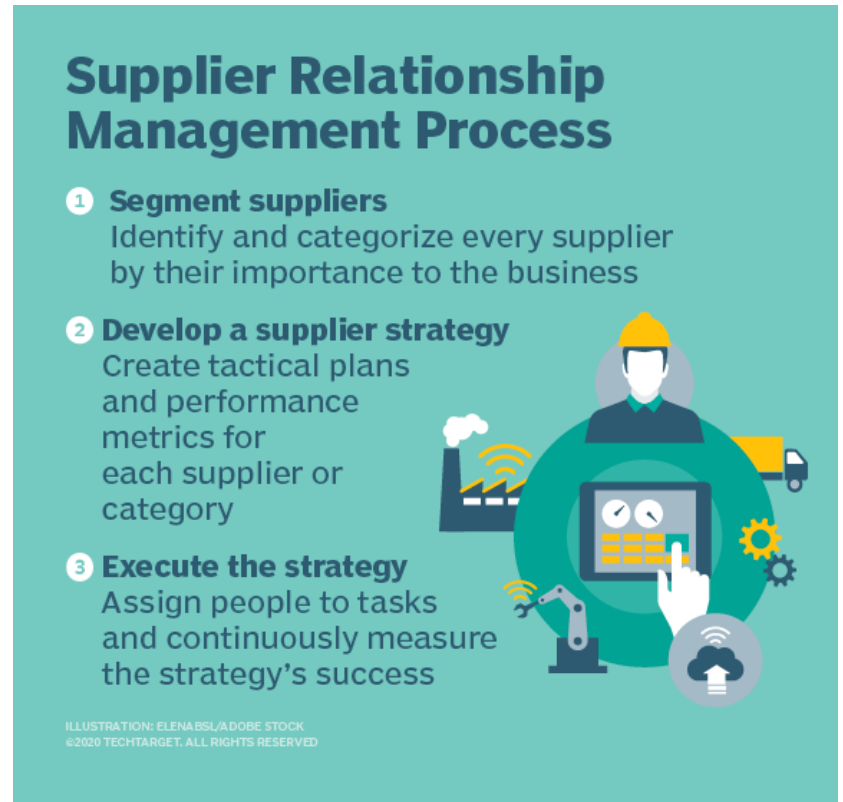 Supplier Relationship
Management Process
1 Segment suppliers
Identify and categorize every supplier
by their importance to the business
2 Develop a supplier strategy
Create tactical plans
and performance
metrics for
each supplier or
category
3 Execute the strategy
Assign people to tasks
and continuously measure
the strategy’s success
ILLUSTRATION: ELENABSL/ADOBE STOCK
©2020 TECHTARGET. ALL RIGHTS RESERVED